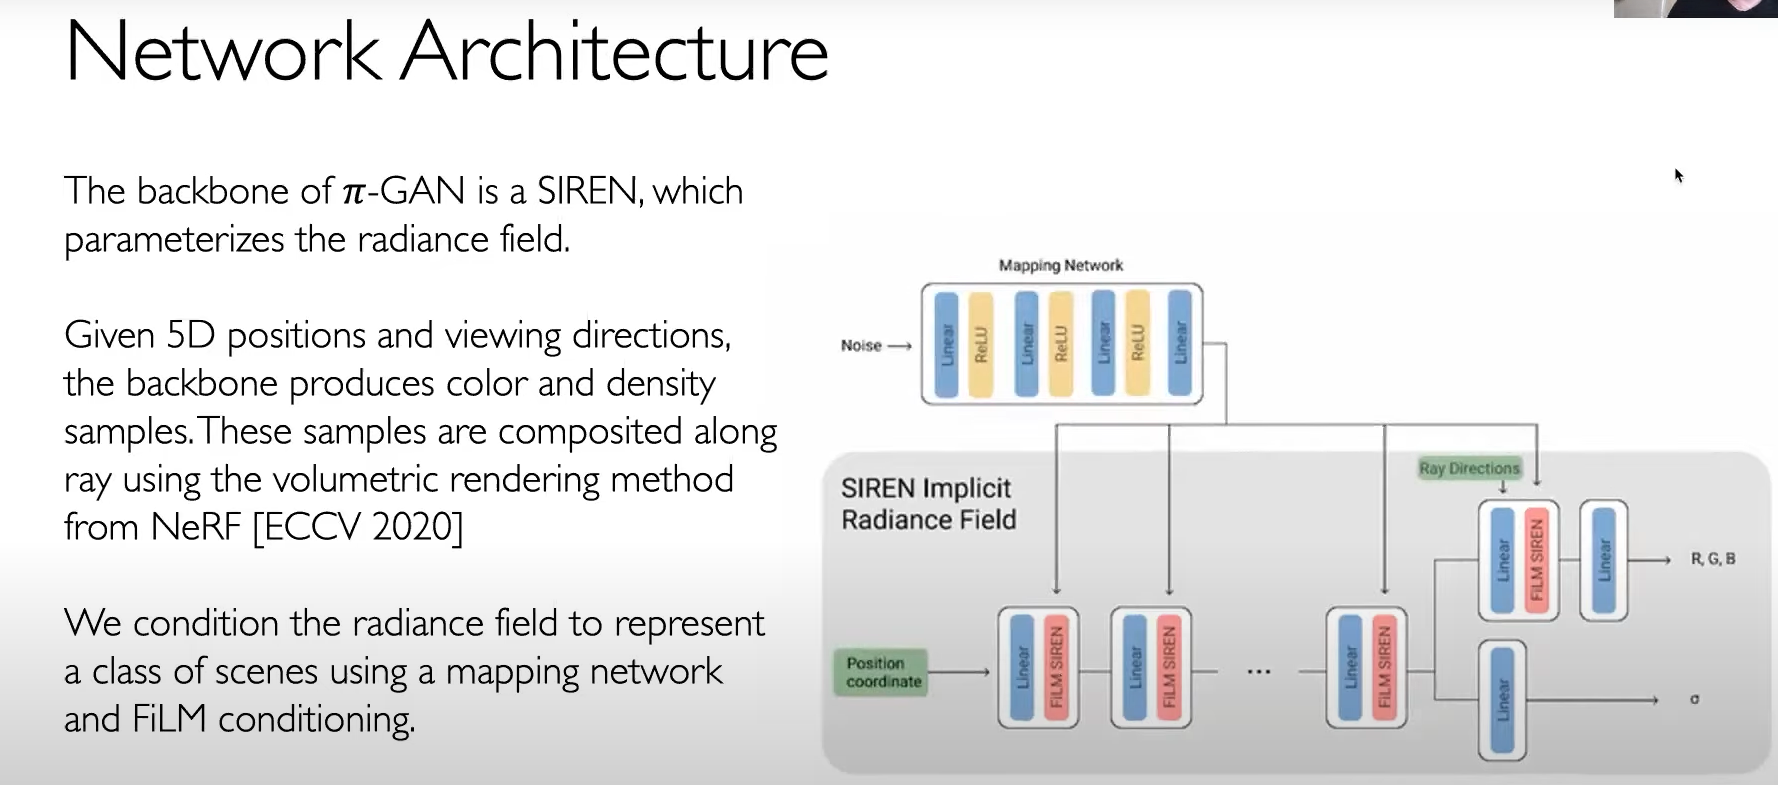 Network Architecture
The backbone of π-GAN is a SIREN, which
parameterizes the radiance field.
Given 5D positions and viewing directions,
the backbone produces color and density
samples. These samples are composited along
ray using the volumetric rendering method
from NeRF [ECCV 2020]
We condition the radiance field to represent
a class of scenes using a mapping network
and FiLM conditioning.
Mapping Network
Noise
Linear
ReLU
Linear
ReLU
Linear
ReLU
Linear
SIREN Implicit
Radiance Field
Ray Directions
Position
coordinate
Linear
FiLM SIREN
Linear
FiLM SIREN
...
Linear
FiLM SIREN
Linear
FiLM SIREN
Linear
R, G, B
Linear
σ